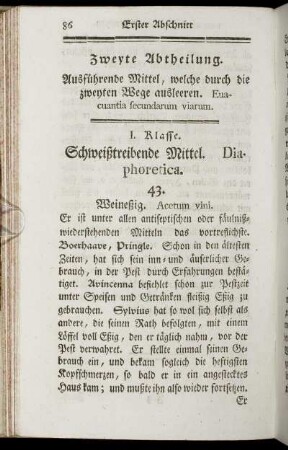 86 Erster Abschnitt
Zweyte Abtheilung.
Ausführende Mittel, welche durch die
zweyten Wege ausleeren. Eua-
cuantia secundarum viarum.
I. Klasse.
Schweißtreibende Mittel. Dia-
phoretica.
43.
Weineßig. Acetum vini.
Er ist unter allen antiseptischen oder fäulniß-
wiederstehenden Mitteln das vortreflichste.
Boerhaave, Pringle. Schon in den ältesten
Zeiten, hat sich sein inn- und äuserlicher Ge-
brauch, in der Pest durch Erfahrungen bestä-
tiget. Avincenna befiehlet schon zur Pestzeit
unter Speisen und Getränken fleißig Eßig zu
gebrauchen. Sylvius hat so wol sich selbst als
andre, die seinen Rath befolgten, mit einem
Löffel voll Eßig, den er täglich nahm, vor der
Pest verwahret. Er stellte einmal seinen Ge-
brauch ein, und bekam sogleich die heftigsten
Kopfschmerzen, so bald er in ein angestecktes
Haus kam; und mußte ihn also wieder fortsetzen.
Er